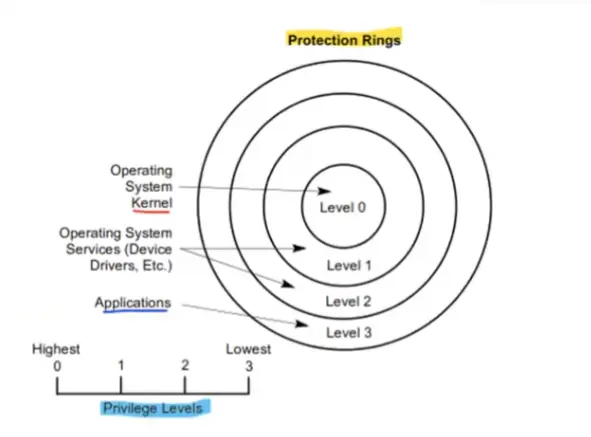 Protection Rings
Operating
System
Kernel
Level 0
Operating System
Services (Device
Drivers, Etc.)
Level 1
Level 2
Applications
Level 3
Highest Lowest
0 1 2 3
Privilege Levels